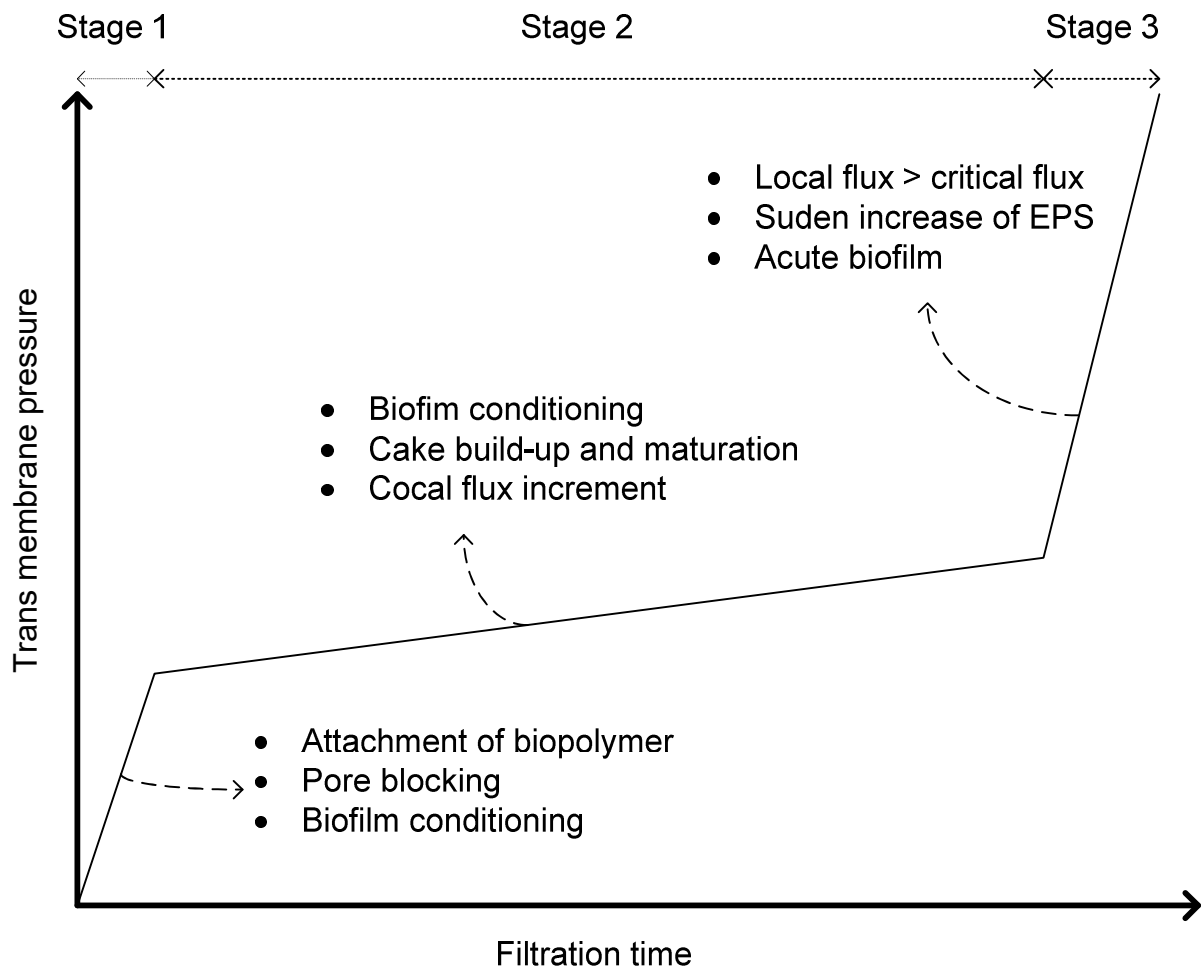 Stage 1
Stage 2
Stage 3
• Local flux > critical flux
• Suden increase of EPS
• Acute biofilm
• Biofim conditioning
• Cake build-up and maturation
• Cocal flux increment
• Attachment of biopolymer
• Pore blocking
• Biofilm conditioning
Trans membrane pressure
Filtration time